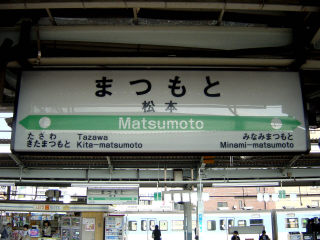 まつもと
松本
Matsumoto
たざわ Tazawa
きたまつもと Kita-matsumoto
みなみまつもと
Minami-matsumoto